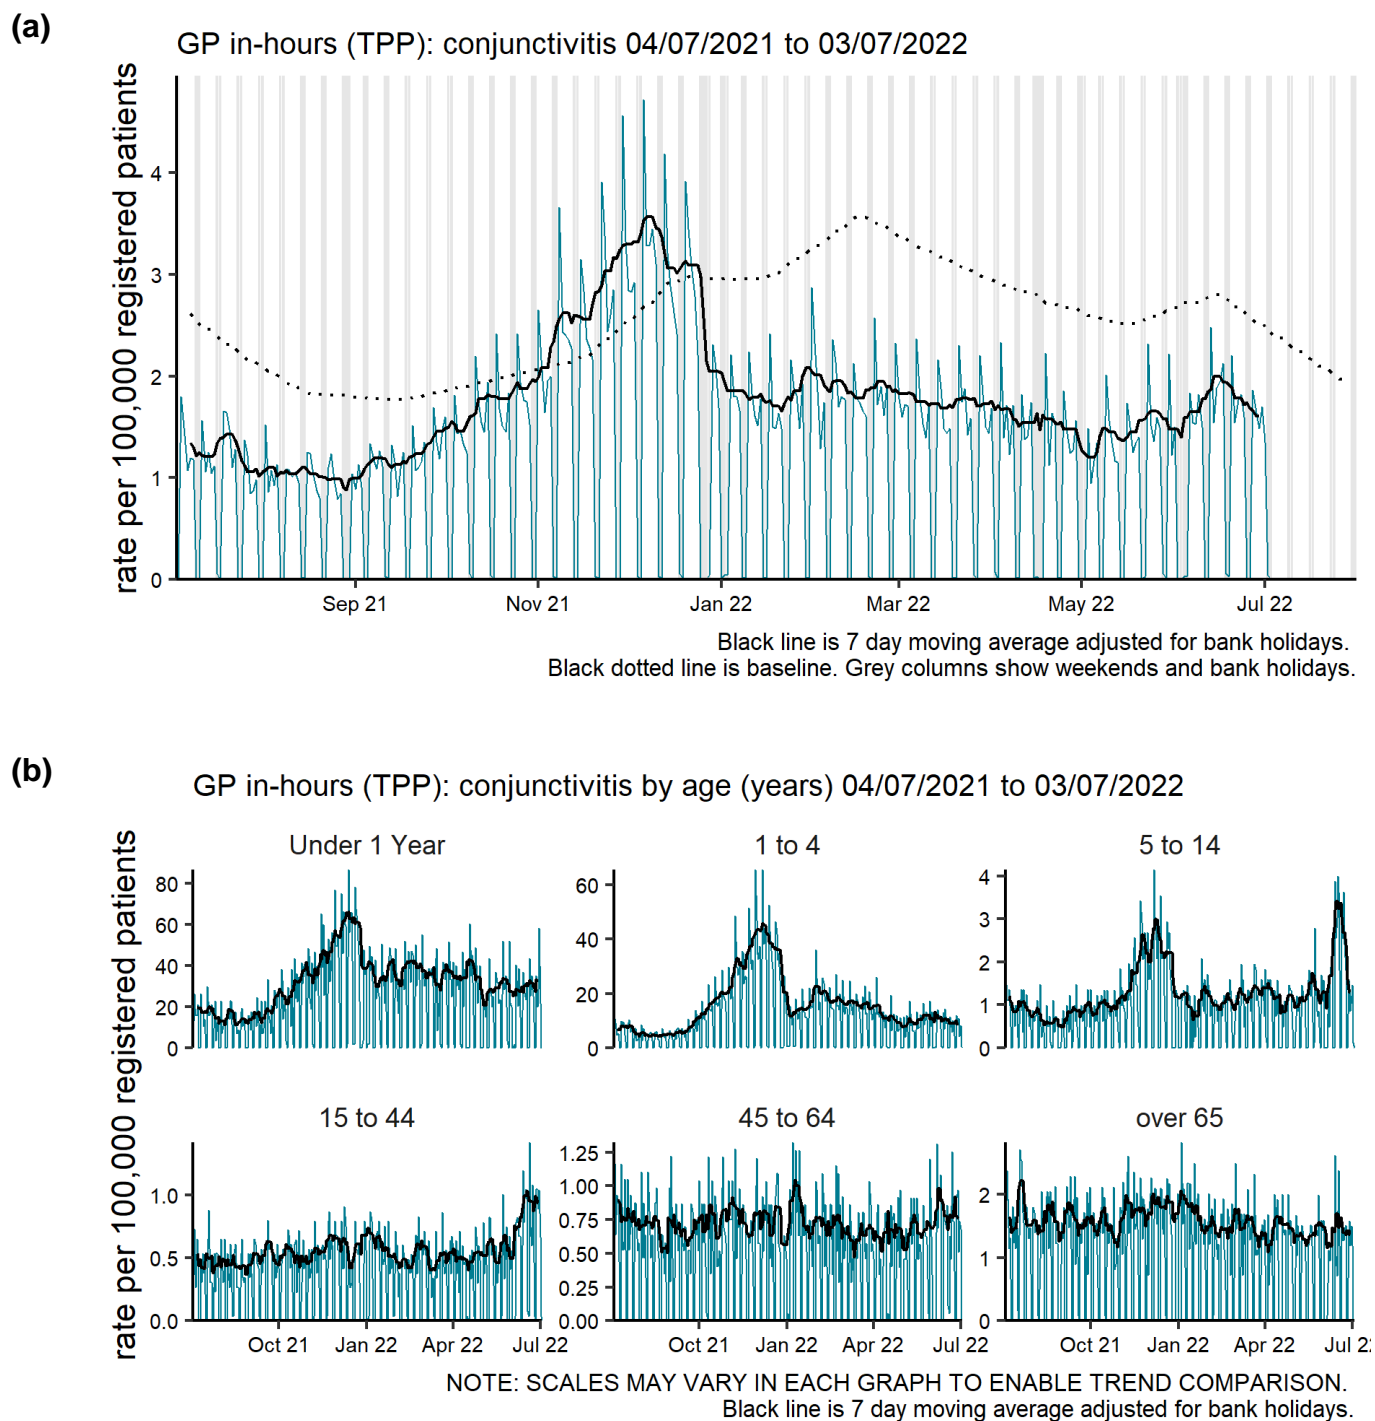 (a)
GP in-hours (TPP): conjunctivitis 04/07/2021 to 03/07/2022
rate per 100,000 registered patients
4
3
2
1
0
Sep 21 Nov 21 Jan 22 Mar 22 May 22 Jul 22
Black line is 7 day moving average adjusted for bank holidays.
Black dotted line is baseline. Grey columns show weekends and bank holidays.
(b)
GP in-hours (TPP): conjunctivitis by age (years) 04/07/2021 to 03/07/2022
rate per 100,000 registered patients
Under 1 Year
80
60
40
20
0
1 to 4
60
40
20
0
5 to 14
4
3
2
1
0
15 to 44
1.0
0.5
0.0
Oct 21 Jan 22 Apr 22 Jul 22
45 to 64
1.25
1.00
0.75
0.50
0.25
0.00
Oct 21 Jan 22 Apr 22 Jul 22
over 65
2
1
0
Oct 21 Jan 22 Apr 22 Jul 2
NOTE: SCALES MAY VARY IN EACH GRAPH TO ENABLE TREND COMPARISON.
Black line is 7 day moving average adjusted for bank holidays.